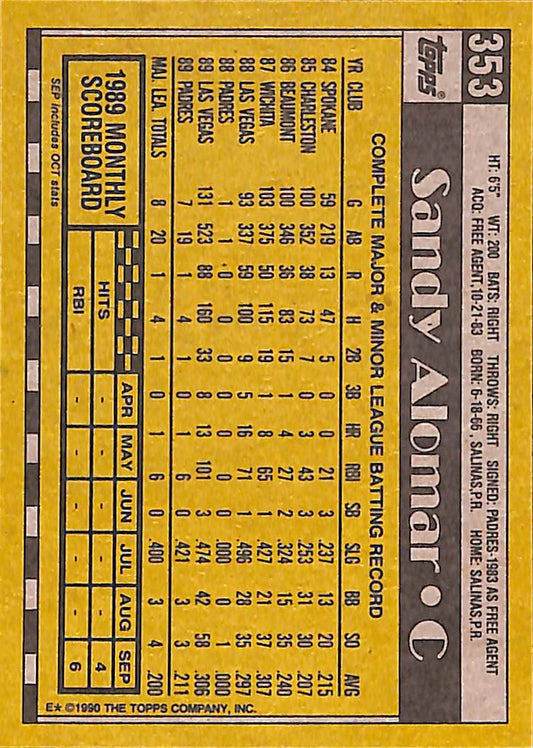 353
topps®
HT: 6'5" WT: 200 BATS: RIGHT THROWS: RIGHT SIGNED: PADRES-1983 AS FREE AGENT
ACQ: FREE AGENT,10-21-83 BORN: 6-18-66, SALINAS,P.R. HOME: SALINAS,P.R.
Sandy Alomar • C
COMPLETE MAJOR & MINOR LEAGUE BATTING RECORD
YR CLUB G AB R H 2B 3B HR RBI SB SLG BB SO AVG
84 SPOKANE 59 219 13 47 5 0 0 21 3 .237 13 20 .215
85 CHARLESTON 100 352 38 73 7 0 3 43 3 .253 31 30 .207
86 BEAUMONT 100 346 36 83 15 1 4 27 2 .324 15 35 .240
87 WICHITA 103 375 50 115 19 1 8 65 1 .427 21 37 .307
88 LAS VEGAS 93 337 59 100 9 5 16 71 1 .496 28 35 .297
88 PADRES 1 1 0 0 0 0 0 0 0 .000 0 1 .000
89 LAS VEGAS 131 523 88 160 33 8 13 101 3 .474 42 58 .306
89 PADRES 7 19 1 4 1 0 1 6 0 .421 3 3 .211
MAJ. LEA. TOTALS 8 20 1 4 1 0 1 6 0 .400 3 4 .200
1989 MONTHLY
SCOREBOARD
SEP includes OCT stats
APR MAY JUN JUL AUG SEP
HITS - - - - - 4
RBI - - - - - 6
E★ ©1990 THE TOPPS COMPANY, INC.